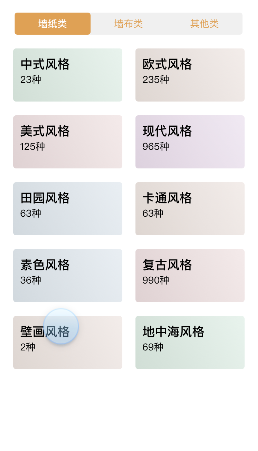 墙纸类 墙布类 其他类
中式风格 欧式风格
23种 235种
美式风格 现代风格
125种 965种
田园风格 卡通风格
63种 63种
素色风格 复古风格
36种 990种
壁画风格 地中海风格
2种 69种